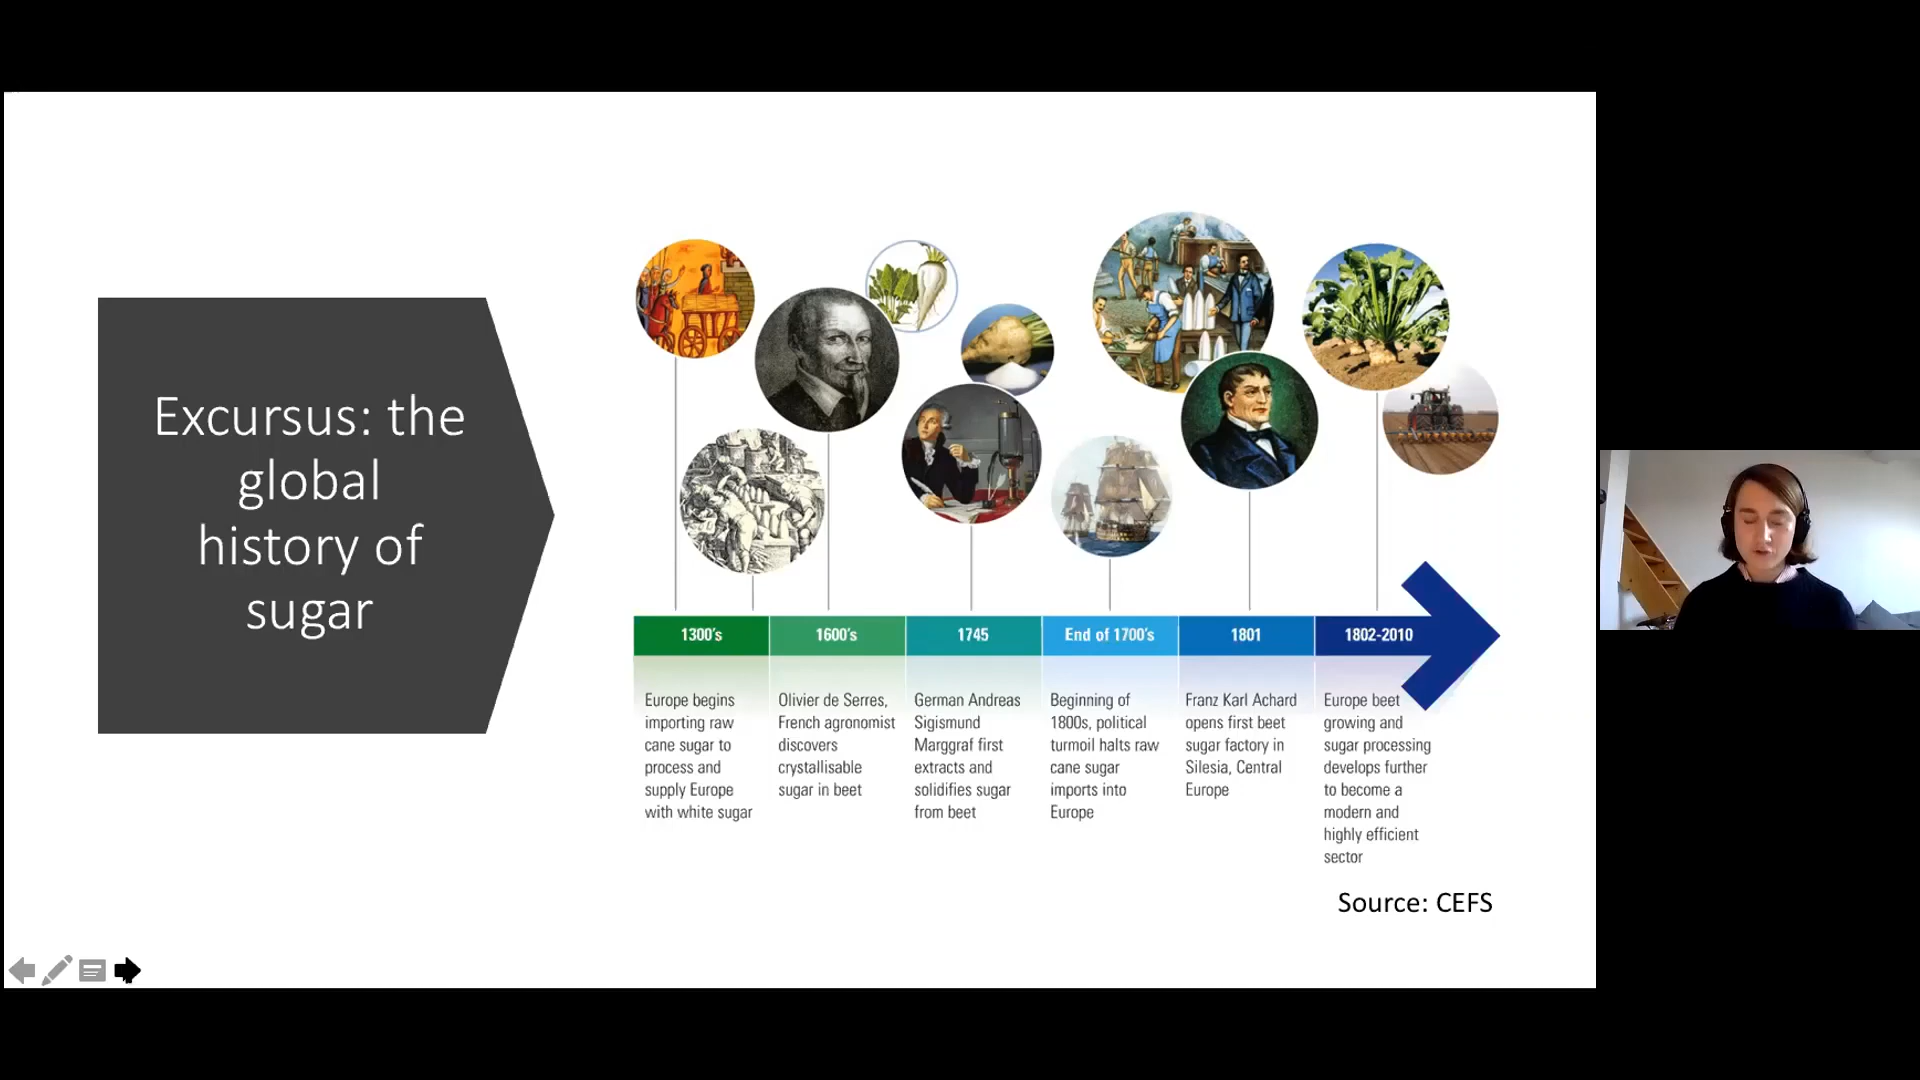 Excursus: the
global
history of
sugar
1300's
1600's
1745
End of 1700's
1801
1802-2010
Europe begins
importing raw
cane sugar to
process and
supply Europe
with white sugar
Olivier de Serres,
French agronomist
discovers
crystallisable
sugar in beet
German Andreas
Sigismund
Marggraf first
extracts and
solidifies sugar
from beet
Beginning of
1800s, political
turmoil halts raw
cane sugar
imports into
Europe
Franz Karl Achard
opens first beet
sugar factory in
Silesia, Central
Europe
Europe beet
growing and
sugar processing
develops further
to become a
modern and
highly efficient
sector
Source: CEFS